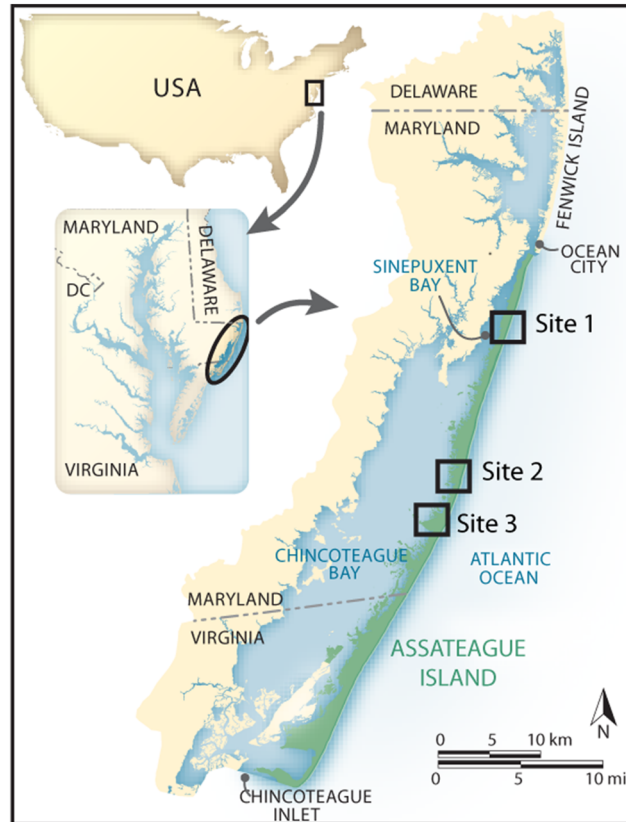 USA
DELAWARE
MARYLAND
FENWICK ISLAND
OCEAN
CITY
SINEPUXENT
BAY
Site 1
MARYLAND
DELAWARE
DC
VIRGINIA
Site 2
Site 3
CHINCOTEAGUE
BAY
ATLANTIC
OCEAN
MARYLAND
VIRGINIA
ASSATEAGUE
ISLAND
N
0 5 10 km
0 5 10 mi
CHINCOTEAGUE
INLET